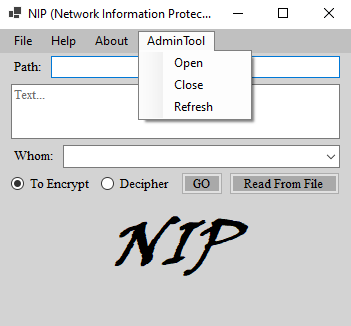 NIP (Network Information Protec...
File Help About AdminTool
Open
Close
Refresh
Path:
Text...
Whom:
To Encrypt Decipher GO Read From File
NIP